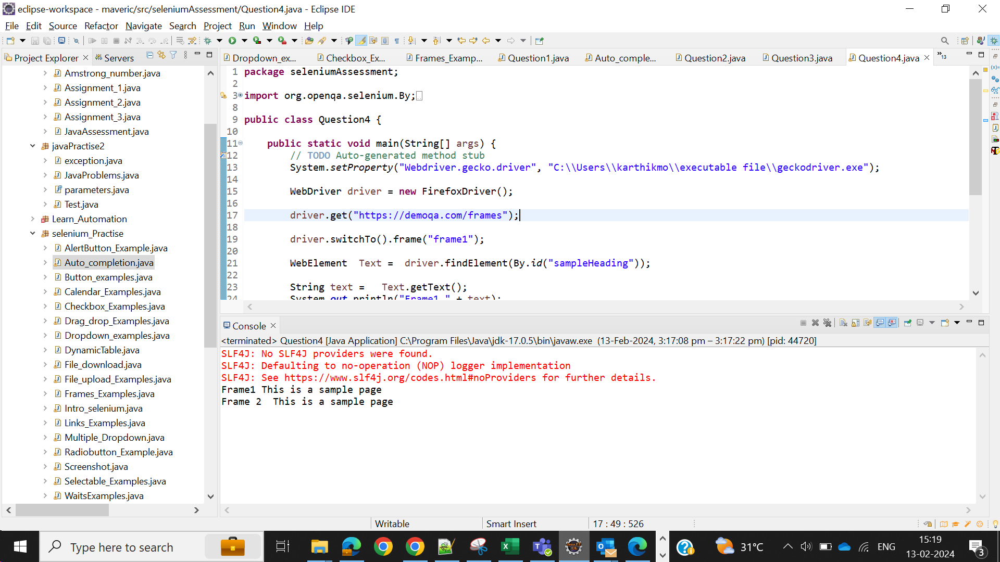 eclipse-workspace - maveric/src/seleniumAssessment/Question4.java - Eclipse IDE
File Edit Source Refactor Navigate Search Project Run Window Help
Project Explorer Servers
Amstrong_number.java
Assignment_1.java
Assignment_2.java
Assignment_3.java
JavaAssessment.java
javaPractise2
exception.java
JavaProblems.java
parameters.java
Test.java
Learn_Automation
selenium_Practise
AlertButton_Example.java
Auto_completion.java
Button_examples.java
Calendar_Examples.java
Checkbox_Examples.java
Drag_drop_Examples.java
Dropdown_examples.java
DynamicTable.java
File_download.java
File_upload_Examples.java
Frames_Examples.java
Intro_selenium.java
Links_Examples.java
Multiple_Dropdown.java
Radiobutton_Example.java
Screenshot.java
Selectable_Examples.java
WaitsExamples.java
Dropdown_ex... Checkbox_Ex... Frames_Examp... Question1.java Auto_comple... Question2.java Question3.java Question4.java »13
1 package seleniumAssessment;
2
3 import org.openqa.selenium.By;
8
9 public class Question4 {
10
11 public static void main(String[] args) {
12 // TODO Auto-generated method stub
13 System.setProperty("Webdriver.gecko.driver", "C:\\Users\\karthikmo\\executable file\\geckodriver.exe");
14
15 WebDriver driver = new FirefoxDriver();
16
17 driver.get("https://demoqa.com/frames");
18
19 driver.switchTo().frame("frame1");
20
21 WebElement  Text =  driver.findElement(By.id("sampleHeading"));
22
23 String text =   Text.getText();
24 System.out.println("Frame1 " + text);
Console
<terminated> Question4 [Java Application] C:\Program Files\Java\jdk-17.0.5\bin\javaw.exe (13-Feb-2024, 3:17:08 pm – 3:17:22 pm) [pid: 44720]
SLF4J: No SLF4J providers were found.
SLF4J: Defaulting to no-operation (NOP) logger implementation
SLF4J: See https://www.slf4j.org/codes.html#noProviders for further details.
Frame1 This is a sample page
Frame 2  This is a sample page
Writable Smart Insert 17 : 49 : 526
Type here to search
31°C ENG
15:19
13-02-2024
3